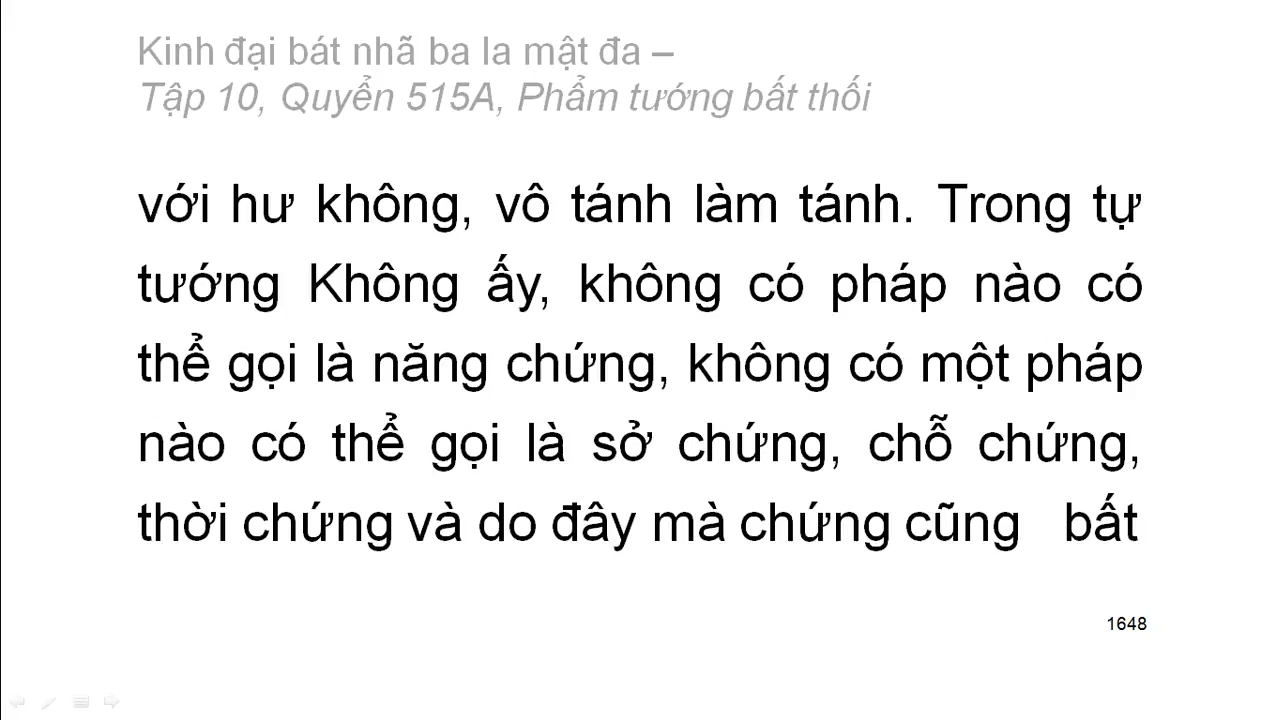 Kinh đại bát nhã ba la mật đa –
Tập 10, Quyển 515A, Phẩm tướng bất thối
với hư không, vô tánh làm tánh. Trong tự
tướng Không ấy, không có pháp nào có
thể gọi là năng chứng, không có một pháp
nào có thể gọi là sở chứng, chỗ chứng,
thời chứng và do đây mà chứng cũng bất
1648